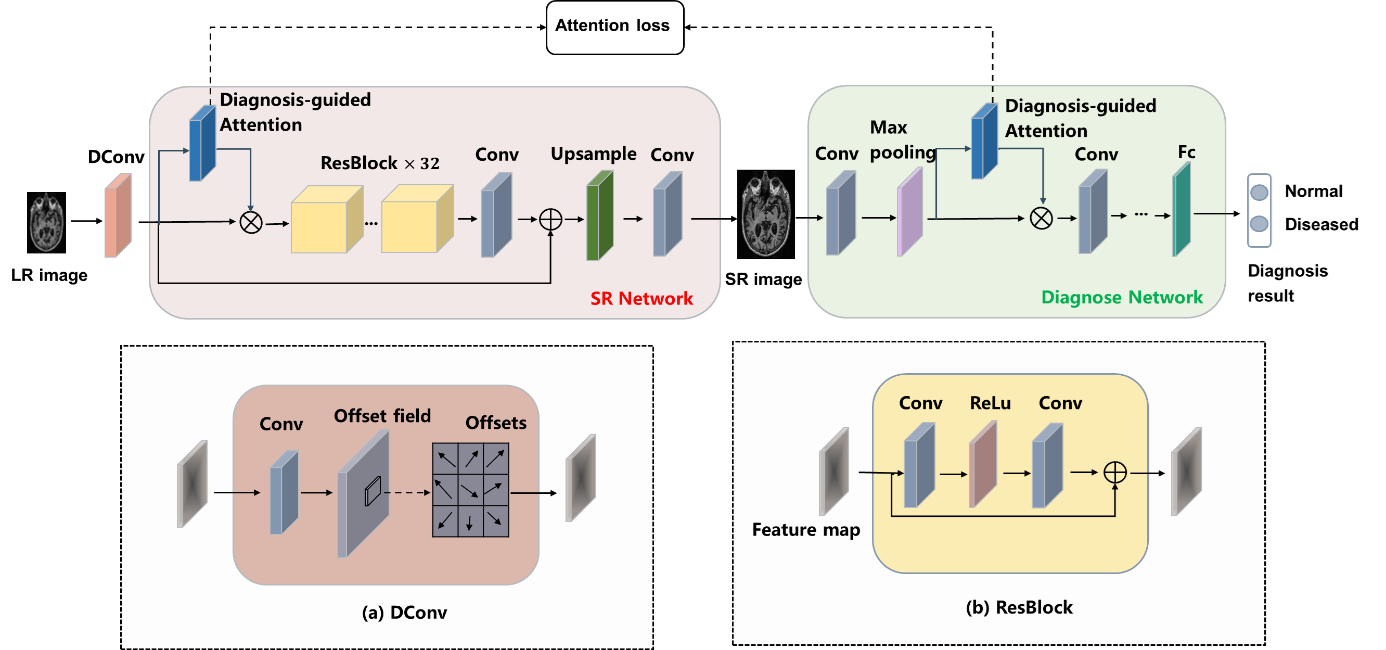 Attention loss
Diagnosis-guided
Attention
DConv
ResBlock × 32
Conv
Upsample
Conv
LR image
SR Network
SR image
Conv
Max
pooling
Diagnosis-guided
Attention
Conv
...
Fc
Normal
Diseased
Diagnosis
result
Diagnose Network
Conv
Offset field
Offsets
(a) DConv
Conv
ReLu
Conv
Feature map
(b) ResBlock